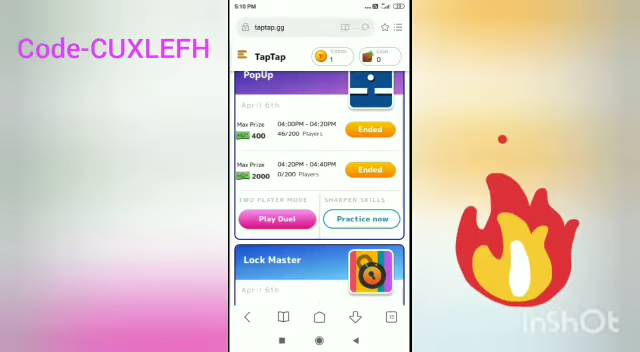 Code-CUXLEFH
5:10 PM
taptap.gg
TapTap
TOKENS
1
CASH
0
PopUp
April 6th
Max Prize
400
04:00PM - 04:20PM
46/200 Players
Ended
Max Prize
2000
04:20PM - 04:40PM
0/200 Players
Ended
TWO PLAYER MODE
Play Duel
SHARPEN SKILLS
Practice now
Lock Master
April 6th
InShOt